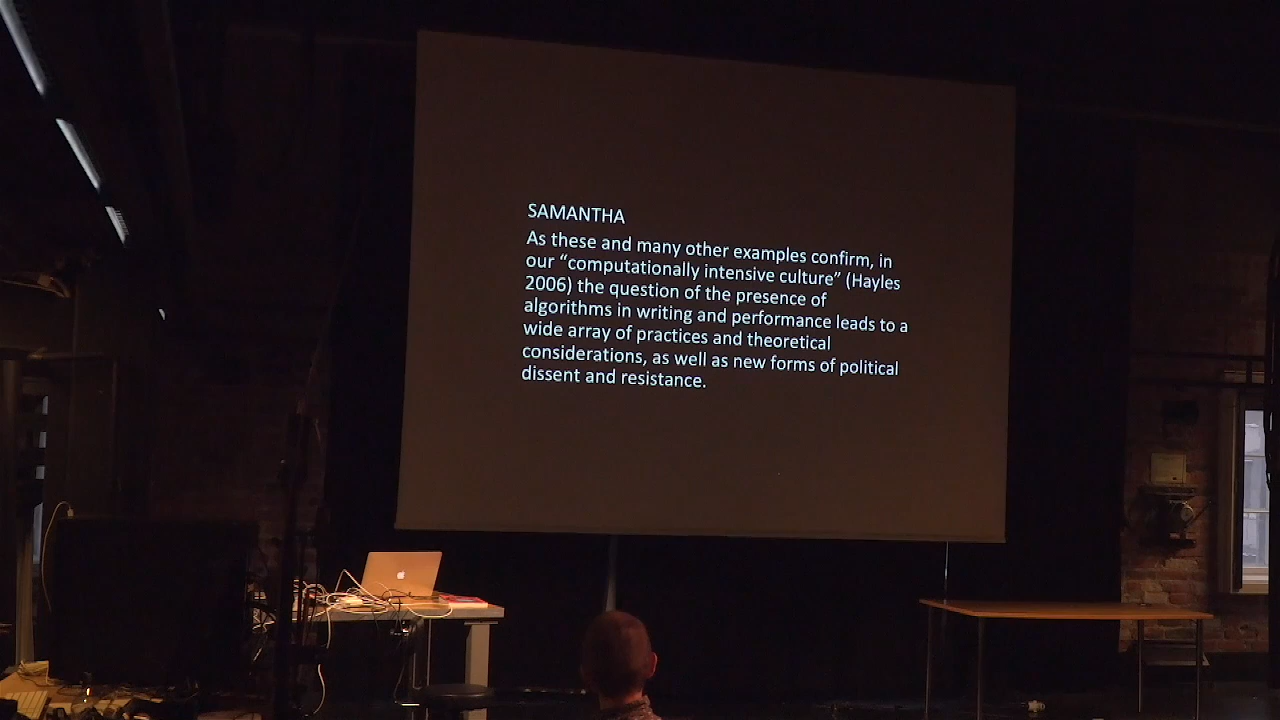 SAMANTHA
As these and many other examples confirm, in
our “computationally intensive culture” (Hayles
2006) the question of the presence of
algorithms in writing and performance leads to a
wide array of practices and theoretical
considerations, as well as new forms of political
dissent and resistance.